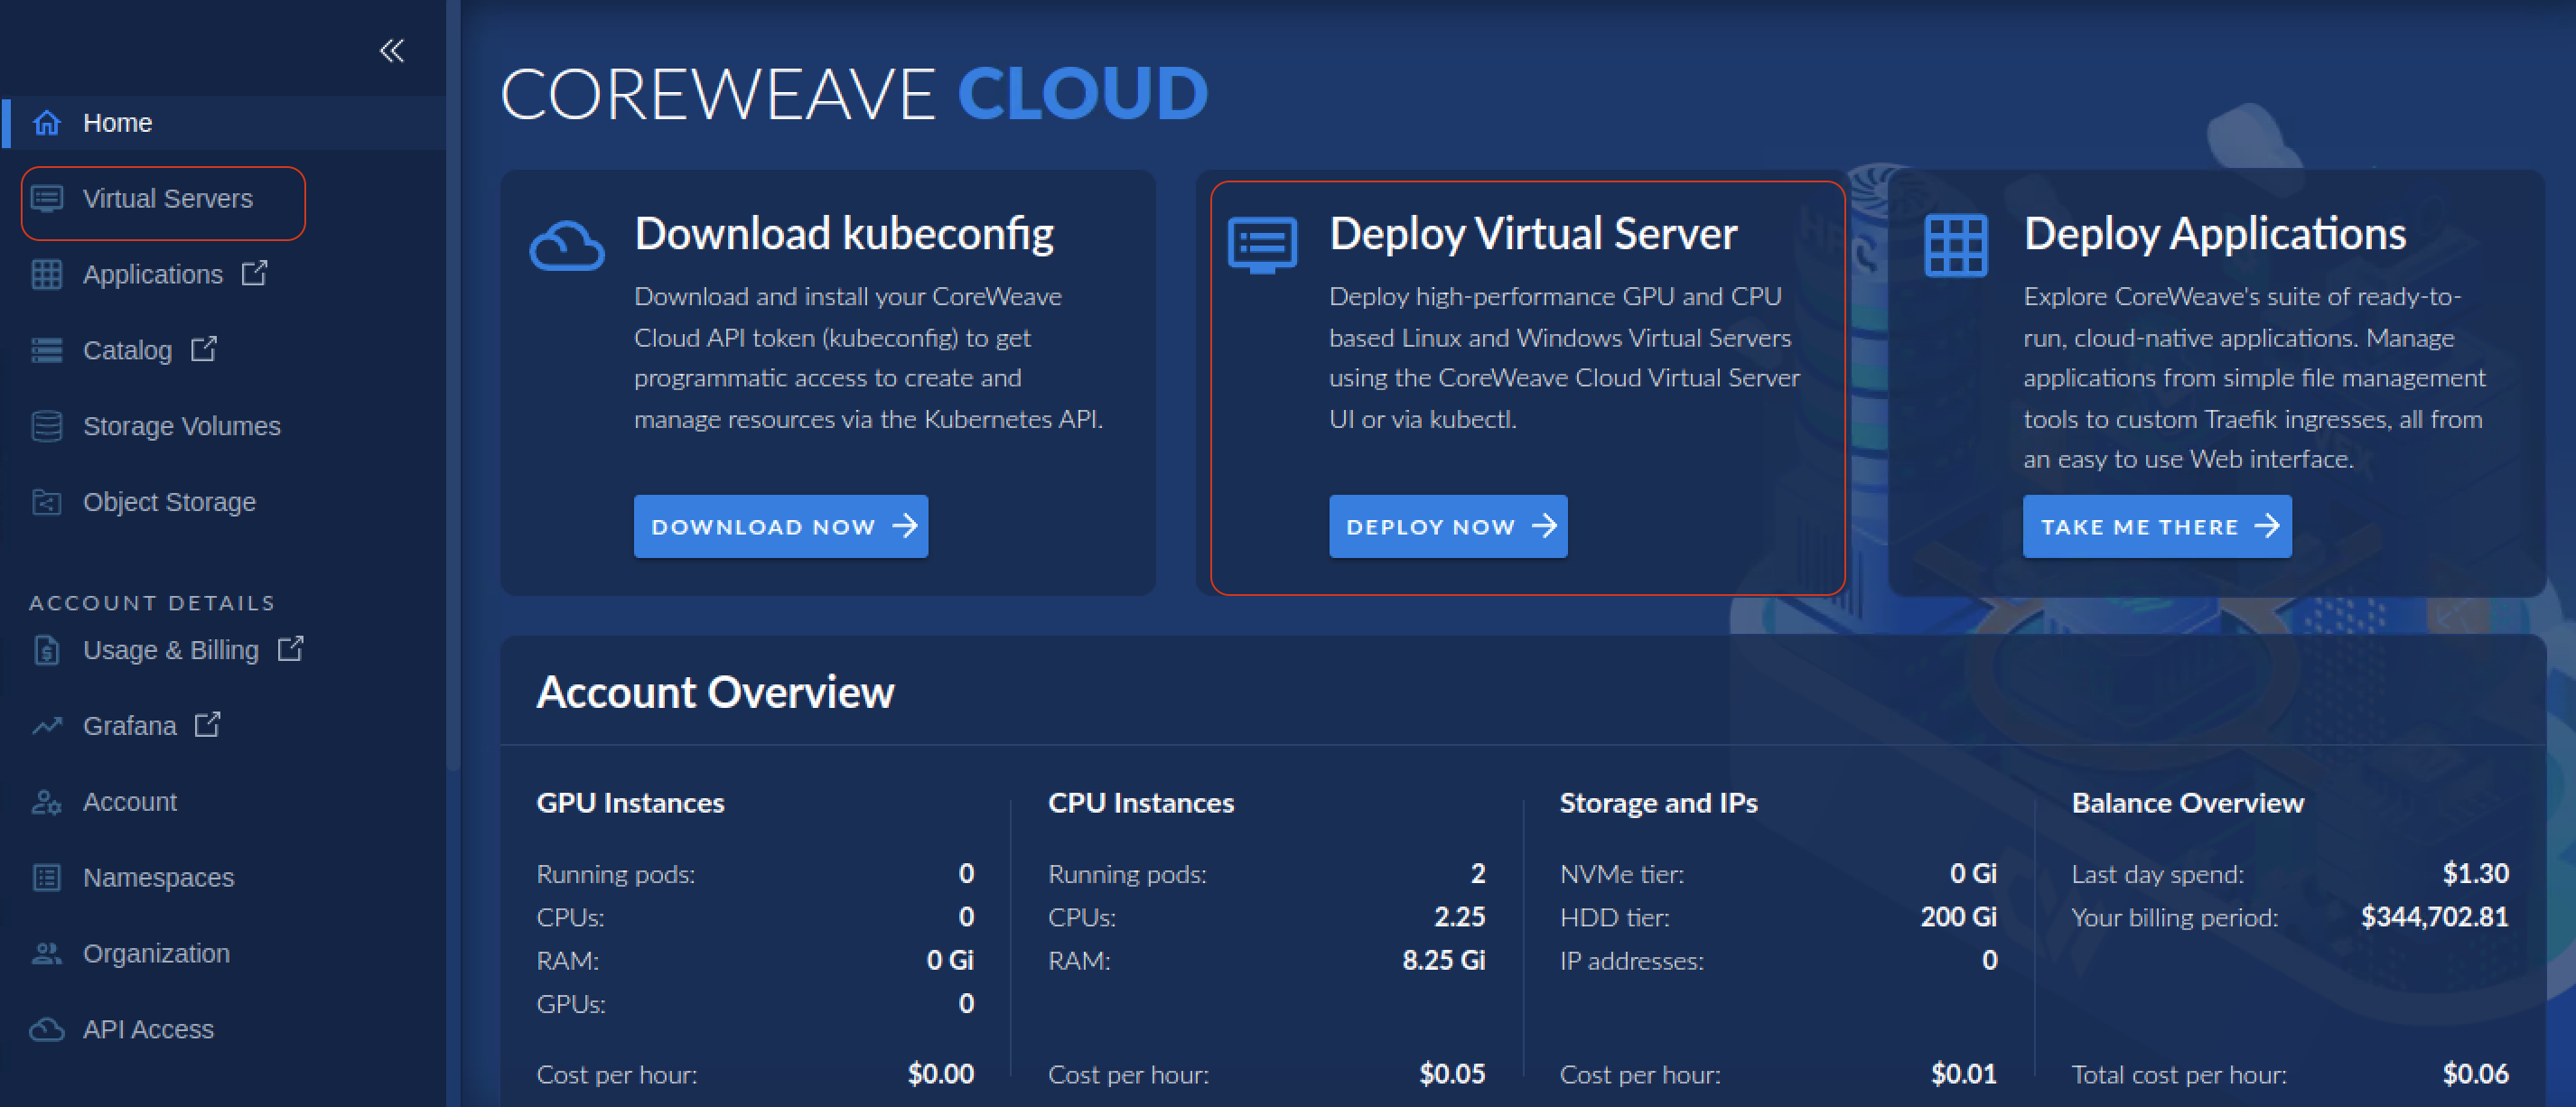 Home
Virtual Servers
Applications
Catalog
Storage Volumes
Object Storage
ACCOUNT DETAILS
Usage & Billing
Grafana
Account
Namespaces
Organization
API Access
COREWEAVE CLOUD
Download kubeconfig
Download and install your CoreWeave
Cloud API token (kubeconfig) to get
programmatic access to create and
manage resources via the Kubernetes API.
DOWNLOAD NOW
Deploy Virtual Server
Deploy high-performance GPU and CPU
based Linux and Windows Virtual Servers
using the CoreWeave Cloud Virtual Server
UI or via kubectl.
DEPLOY NOW
Deploy Applications
Explore CoreWeave's suite of ready-to-
run, cloud-native applications. Manage
applications from simple file management
tools to custom Traefik ingresses, all from
an easy to use Web interface.
TAKE ME THERE
Account Overview
GPU Instances
Running pods: 0
CPUs: 0
RAM: 0 Gi
GPUs: 0
Cost per hour: $0.00
CPU Instances
Running pods: 2
CPUs: 2.25
RAM: 8.25 Gi
Cost per hour: $0.05
Storage and IPs
NVMe tier: 0 Gi
HDD tier: 200 Gi
IP addresses: 0
Cost per hour: $0.01
Balance Overview
Last day spend: $1.30
Your billing period: $344,702.81
Total cost per hour: $0.06